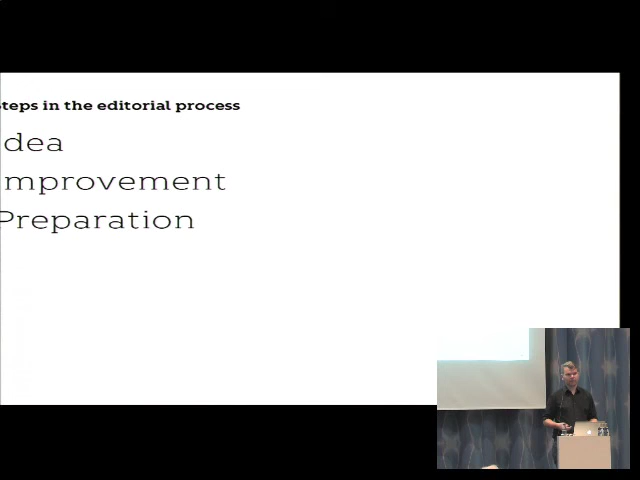 teps in the editorial process
dea
mprovement
Preparation